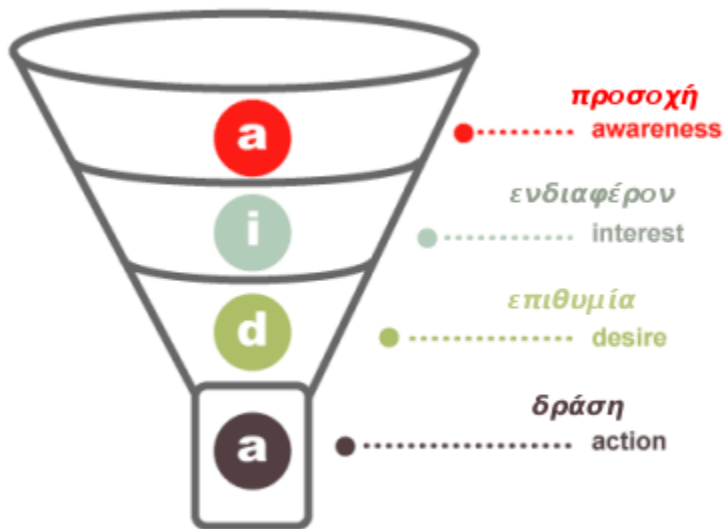 a
προσοχή
awareness
i
ενδιαφέρον
interest
d
επιθυμία
desire
a
δράση
action